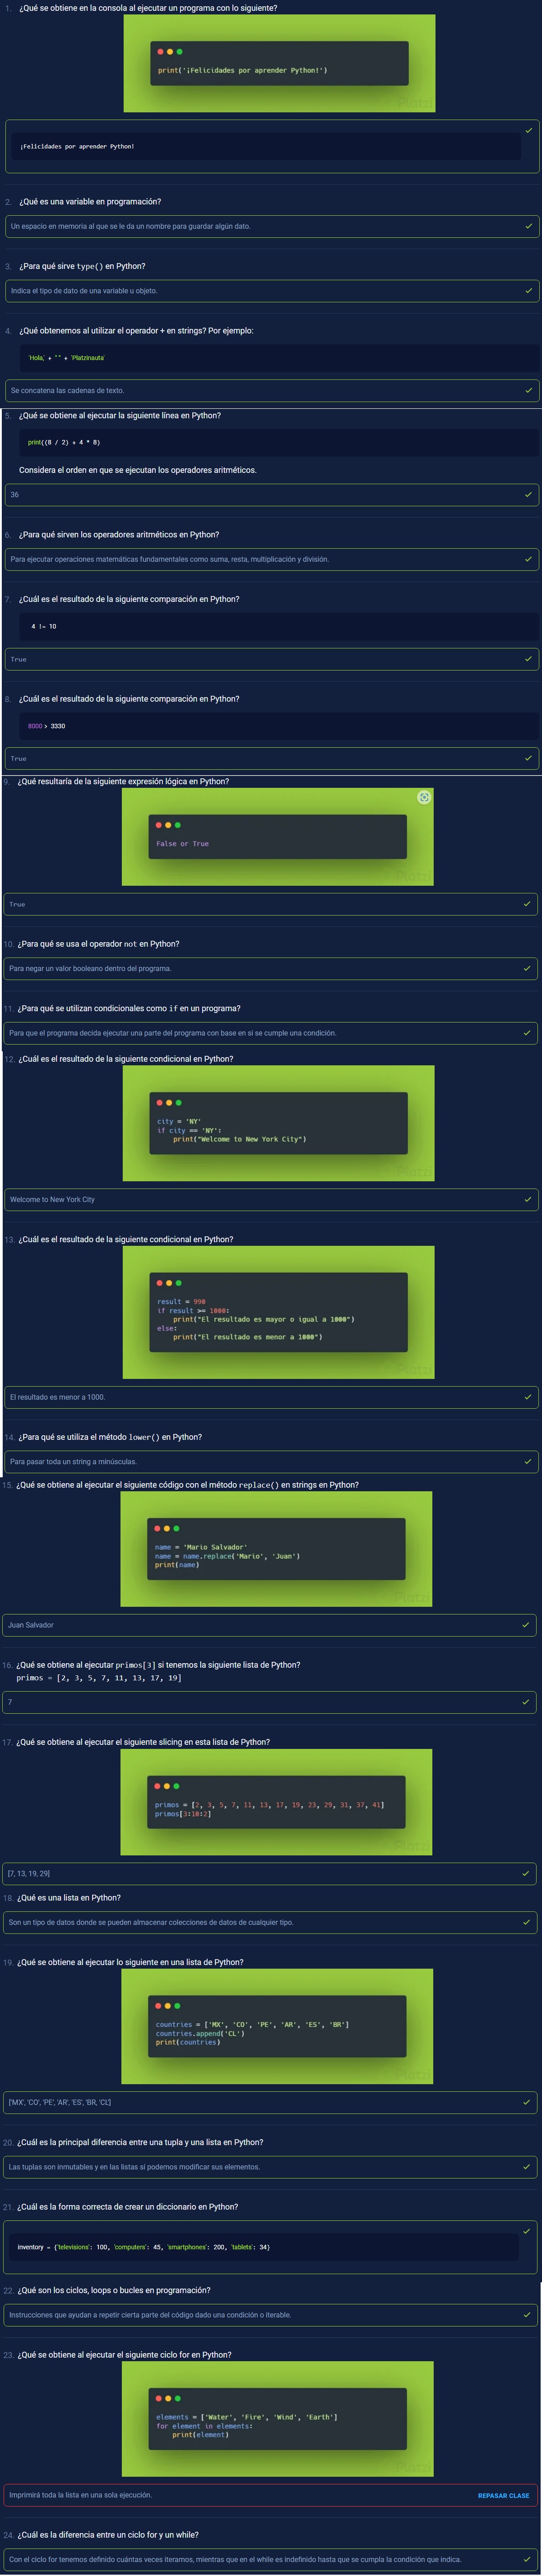 1. ¿Qué se obtiene en la consola al ejecutar un programa con lo siguiente?
print('¡Felicidades por aprender Python!')
Platzi
¡Felicidades por aprender Python!
2. ¿Qué es una variable en programación?
Un espacio en memoria al que se le da un nombre para guardar algún dato.
3. ¿Para qué sirve type() en Python?
Indica el tipo de dato de una variable u objeto.
4. ¿Qué obtenemos al utilizar el operador + en strings? Por ejemplo:
'Hola,' + " " + 'Platzinauta'
Se concatena las cadenas de texto.
5. ¿Qué se obtiene al ejecutar la siguiente línea en Python?
print((8 / 2) + 4 * 8)
Considera el orden en que se ejecutan los operadores aritméticos.
36
6. ¿Para qué sirven los operadores aritméticos en Python?
Para ejecutar operaciones matemáticas fundamentales como suma, resta, multiplicación y división.
7. ¿Cuál es el resultado de la siguiente comparación en Python?
4 != 10
True
8. ¿Cuál es el resultado de la siguiente comparación en Python?
8000 > 3330
True
9. ¿Qué resultaría de la siguiente expresión lógica en Python?
False or True
Platzi
True
10. ¿Para qué se usa el operador not en Python?
Para negar un valor booleano dentro del programa.
11. ¿Para qué se utilizan condicionales como if en un programa?
Para que el programa decida ejecutar una parte del programa con base en si se cumple una condición.
12. ¿Cuál es el resultado de la siguiente condicional en Python?
city = 'NY'
if city == 'NY':
print("Welcome to New York City")
Platzi
Welcome to New York City
13. ¿Cuál es el resultado de la siguiente condicional en Python?
result = 990
if result >= 1000:
print("El resultado es mayor o igual a 1000")
else:
print("El resultado es menor a 1000")
Platzi
El resultado es menor a 1000.
14. ¿Para qué se utiliza el método lower() en Python?
Para pasar toda un string a minúsculas.
15. ¿Qué se obtiene al ejecutar el siguiente código con el método replace() en strings en Python?
name = 'Mario Salvador'
name = name.replace('Mario', 'Juan')
print(name)
Platzi
Juan Salvador
16. ¿Qué se obtiene al ejecutar primos[3] si tenemos la siguiente lista de Python?
primos = [2, 3, 5, 7, 11, 13, 17, 19]
7
17. ¿Qué se obtiene al ejecutar el siguiente slicing en esta lista de Python?
primos = [2, 3, 5, 7, 11, 13, 17, 19, 23, 29, 31, 37, 41]
primos[3:10:2]
Platzi
[7, 13, 19, 29]
18. ¿Qué es una lista en Python?
Son un tipo de datos donde se pueden almacenar colecciones de datos de cualquier tipo.
19. ¿Qué se obtiene al ejecutar lo siguiente en una lista de Python?
countries = ['MX', 'CO', 'PE', 'AR', 'ES', 'BR']
countries.append('CL')
print(countries)
Platzi
['MX', 'CO', 'PE', 'AR', 'ES', 'BR, 'CL']
20. ¿Cuál es la principal diferencia entre una tupla y una lista en Python?
Las tuplas son inmutables y en las listas sí podemos modificar sus elementos.
21. ¿Cuál es la forma correcta de crear un diccionario en Python?
inventory = {'televisions': 100, 'computers': 45, 'smartphones': 200, 'tablets': 34}
22. ¿Qué son los ciclos, loops o bucles en programación?
Instrucciones que ayudan a repetir cierta parte del código dado una condición o iterable.
23. ¿Qué se obtiene al ejecutar el siguiente ciclo for en Python?
elements = ['Water', 'Fire', 'Wind', 'Earth']
for element in elements:
print(element)
Platzi
Imprimirá toda la lista en una sola ejecución. REPASAR CLASE
24. ¿Cuál es la diferencia entre un ciclo for y un while?
Con el ciclo for tenemos definido cuántas veces iteramos, mientras que en el while es indefinido hasta que se cumpla la condición que indica.